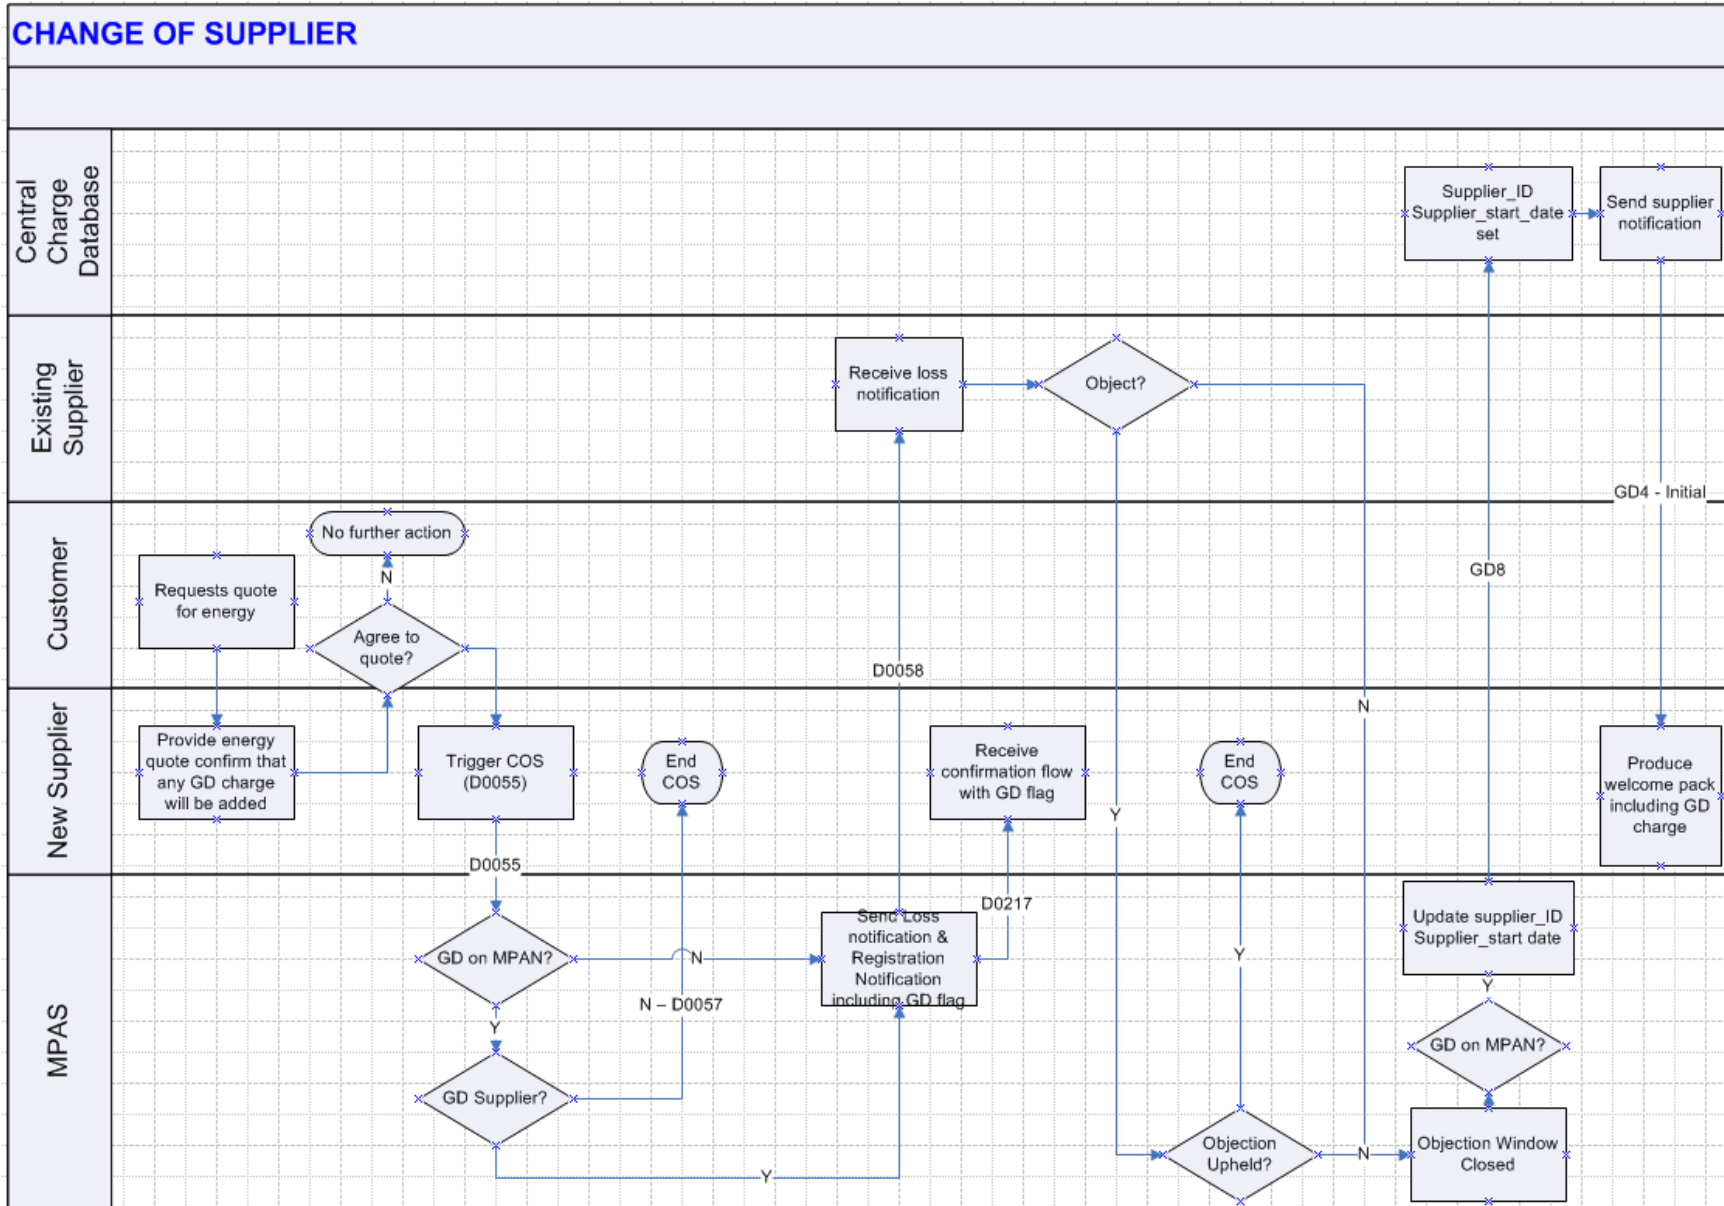 CHANGE OF SUPPLIER
Central
Charge
Database
Supplier_ID
Supplier_start_date
set
Send supplier
notification
Existing
Supplier
Receive loss
notification
Object?
GD4 - Initial
Customer
No further action
N
Requests quote
for energy
Agree to
quote?
D0058
GD8
New Supplier
Provide energy
quote confirm that
any GD charge
will be added
Trigger COS
(D0055)
End
COS
Receive
confirmation flow
with GD flag
End
COS
N
Y
Produce
welcome pack
including GD
charge
D0055
MPAS
GD on MPAN?
N
Y
N – D0057
GD Supplier?
Y
Send Loss
notification &
Registration
Notification
including GD flag
D0217
Y
Objection
Upheld?
N
Update supplier_ID
Supplier_start date
Y
GD on MPAN?
Objection Window
Closed